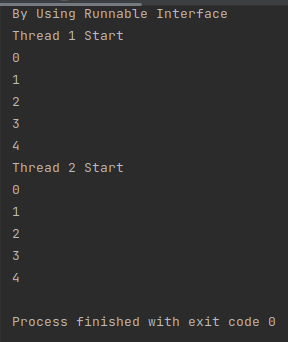 By Using Runnable Interface
Thread 1 Start
0
1
2
3
4
Thread 2 Start
0
1
2
3
4
Process finished with exit code 0